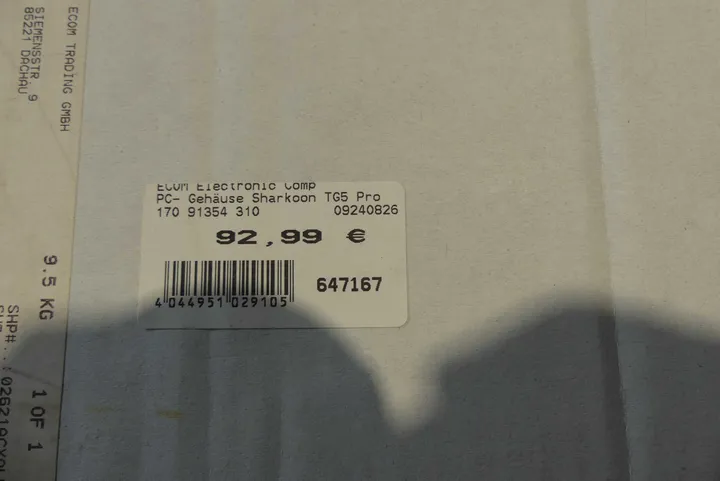 ECOM TRADING GMBH
SIEMENSSTR. 9
85221 DACHAU
9.5 KG
1 OF 1
SHP#
ECOM Electronic Comp
PC- Gehäuse Sharkoon TG5 Pro
170 91354 310 09240826
92,99 €
4 044951 029105
647167